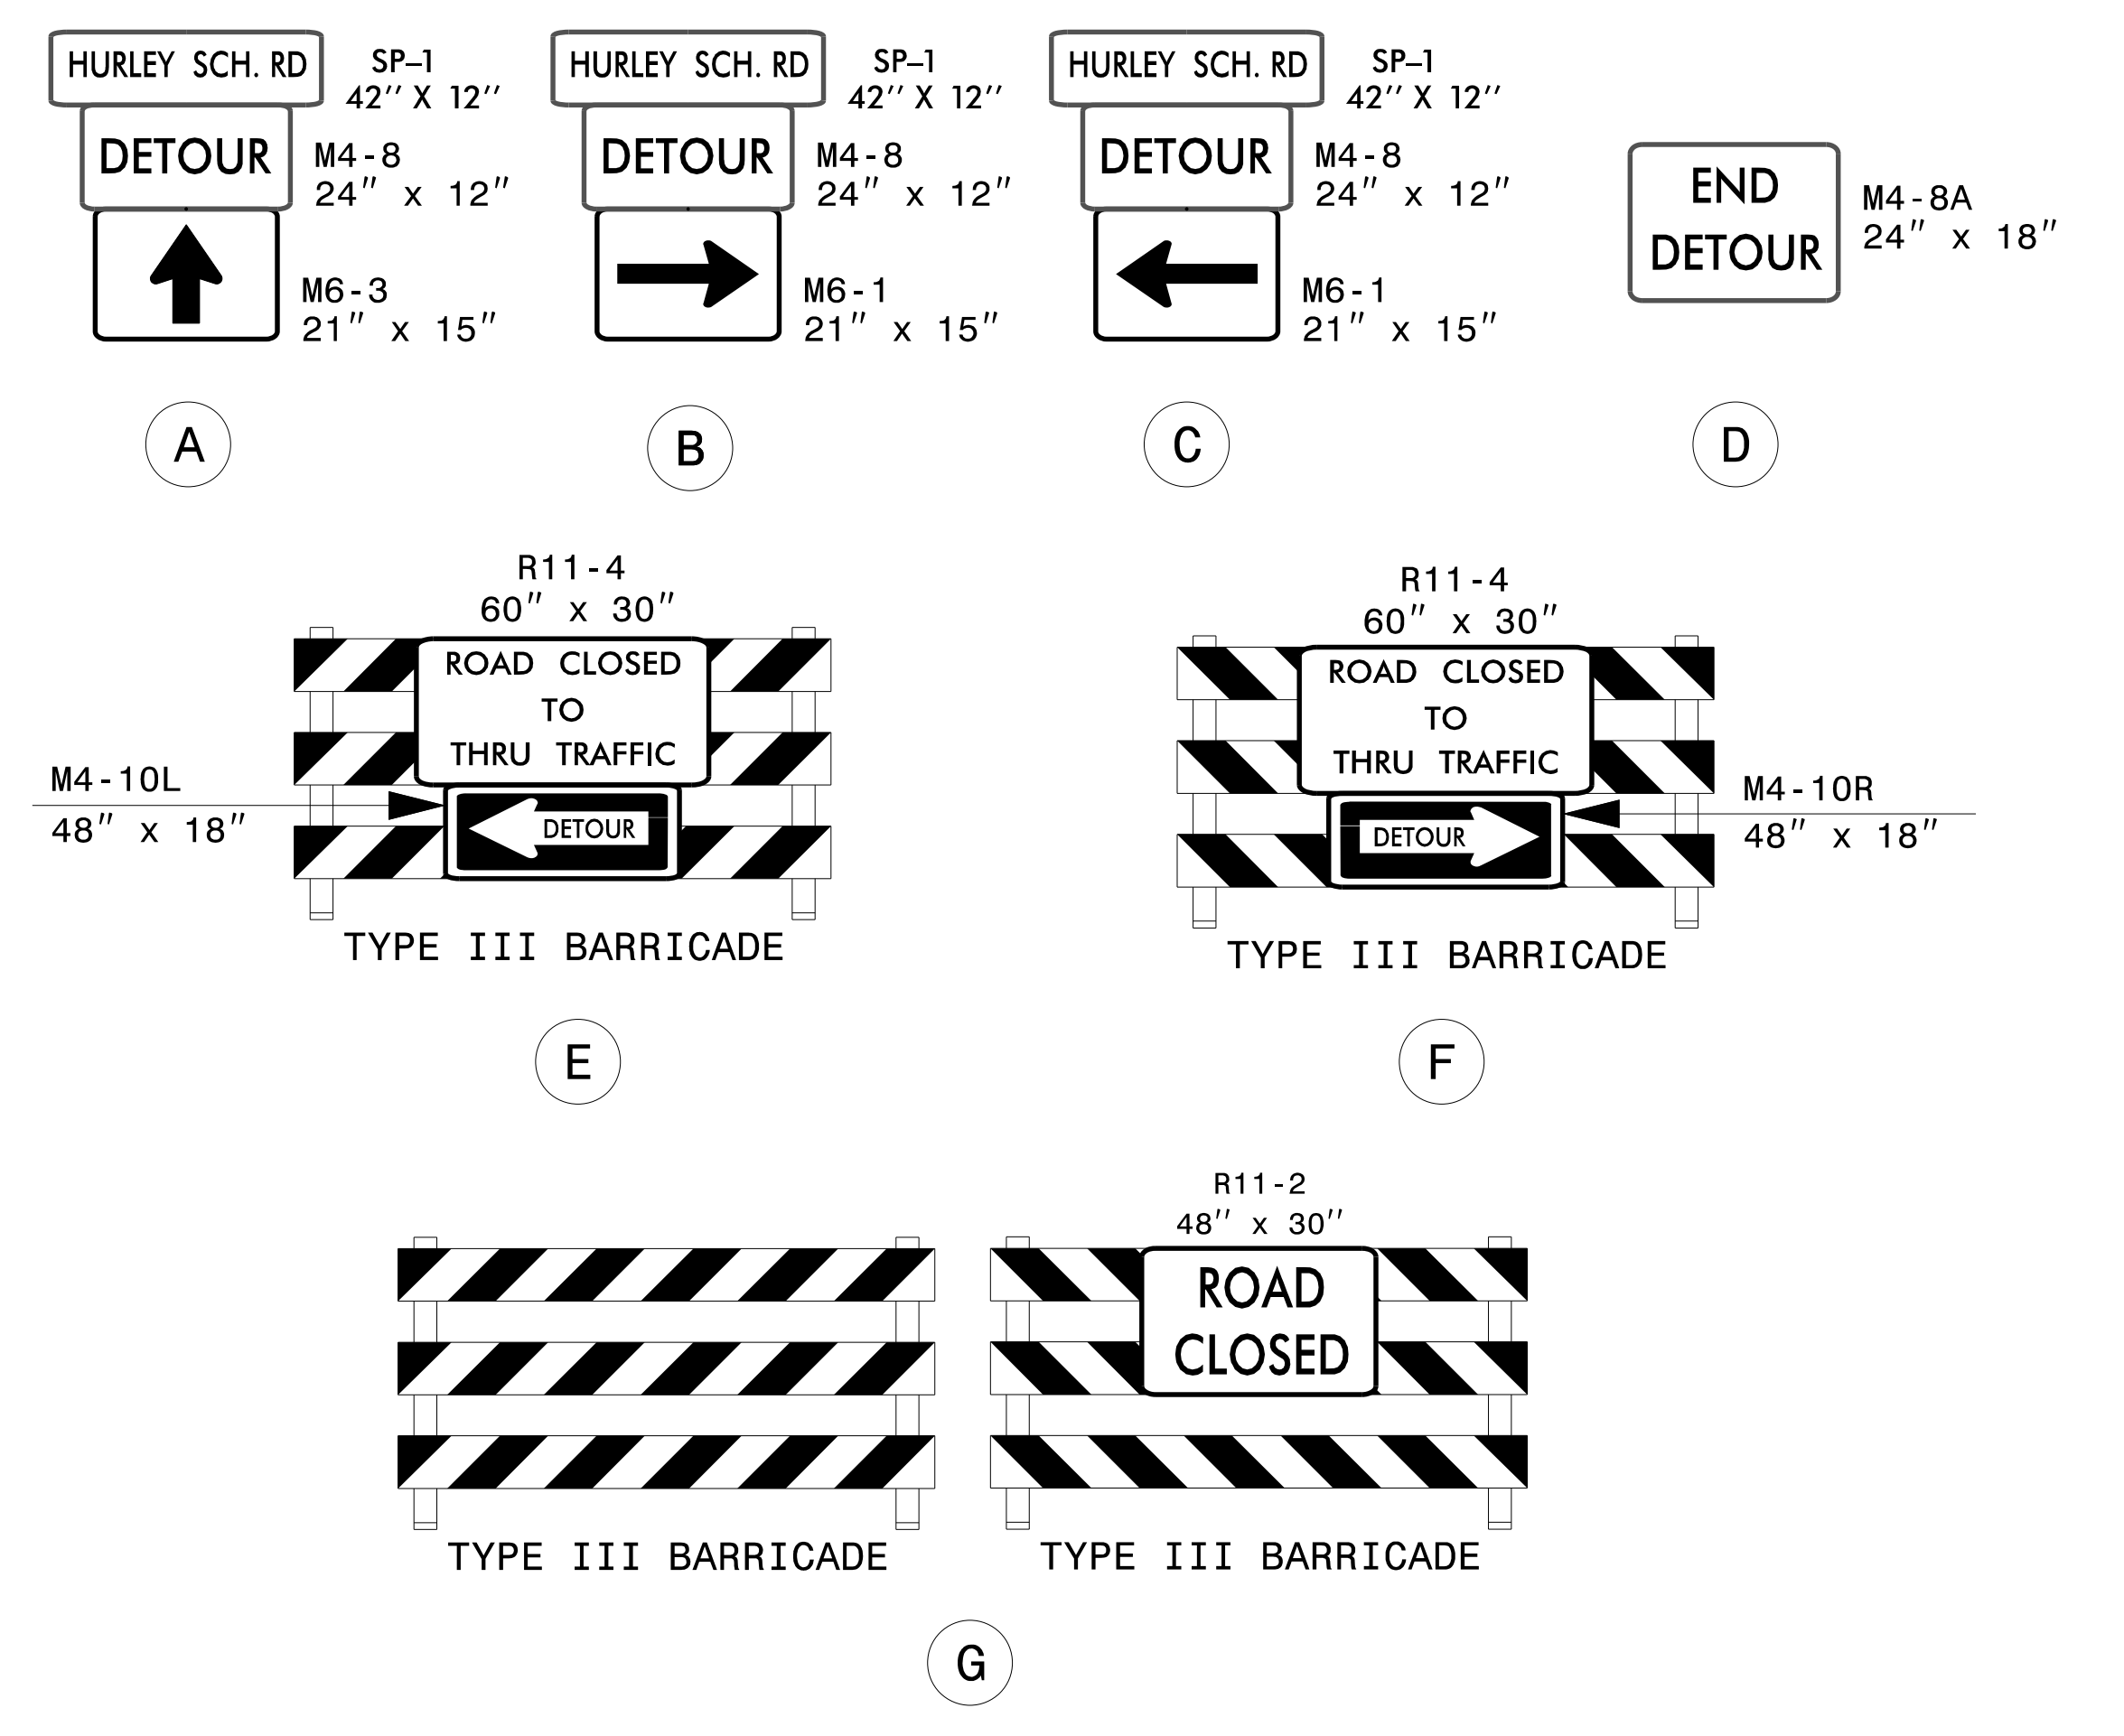 HURLEY SCH. RD
SP-1
42" X 12"
DETOUR
M4-8
24" x 12"
M6-3
21" x 15"
A
HURLEY SCH. RD
SP-1
42" X 12"
DETOUR
M4-8
24" x 12"
M6-1
21" x 15"
B
HURLEY SCH. RD
SP-1
42" X 12"
DETOUR
M4-8
24" x 12"
M6-1
21" x 15"
C
END
DETOUR
M4-8A
24" x 18"
D
R11-4
60" x 30"
ROAD CLOSED
TO
THRU TRAFFIC
M4-10L
48" x 18"
DETOUR
TYPE III BARRICADE
E
R11-4
60" x 30"
ROAD CLOSED
TO
THRU TRAFFIC
M4-10R
48" x 18"
DETOUR
TYPE III BARRICADE
F
TYPE III BARRICADE
R11-2
48" x 30"
ROAD
CLOSED
TYPE III BARRICADE
G